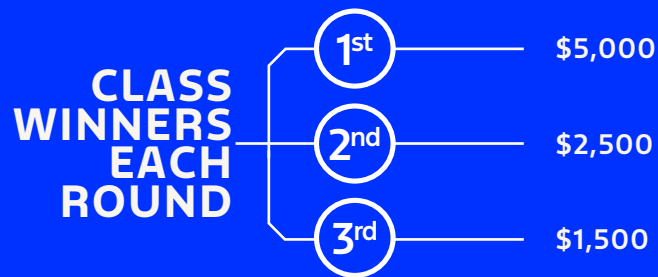 CLASS
WINNERS
EACH
ROUND
1st $5,000
2nd $2,500
3rd $1,500